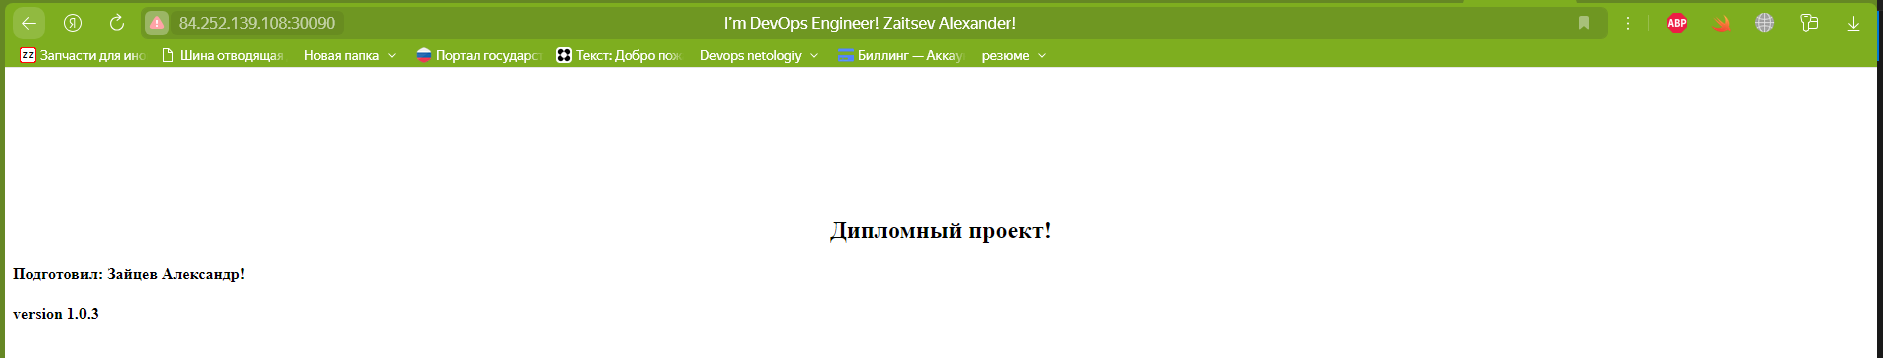 84.252.139.108:30090 I'm DevOps Engineer! Zaitsev Alexander! ABP
ZZ Запчасти для ино Шина отводящая Новая папка Портал государст Текст: Добро пож Devops netologiy Биллинг — Аккау резюме
Дипломный проект!
Подготовил: Зайцев Александр!
version 1.0.3